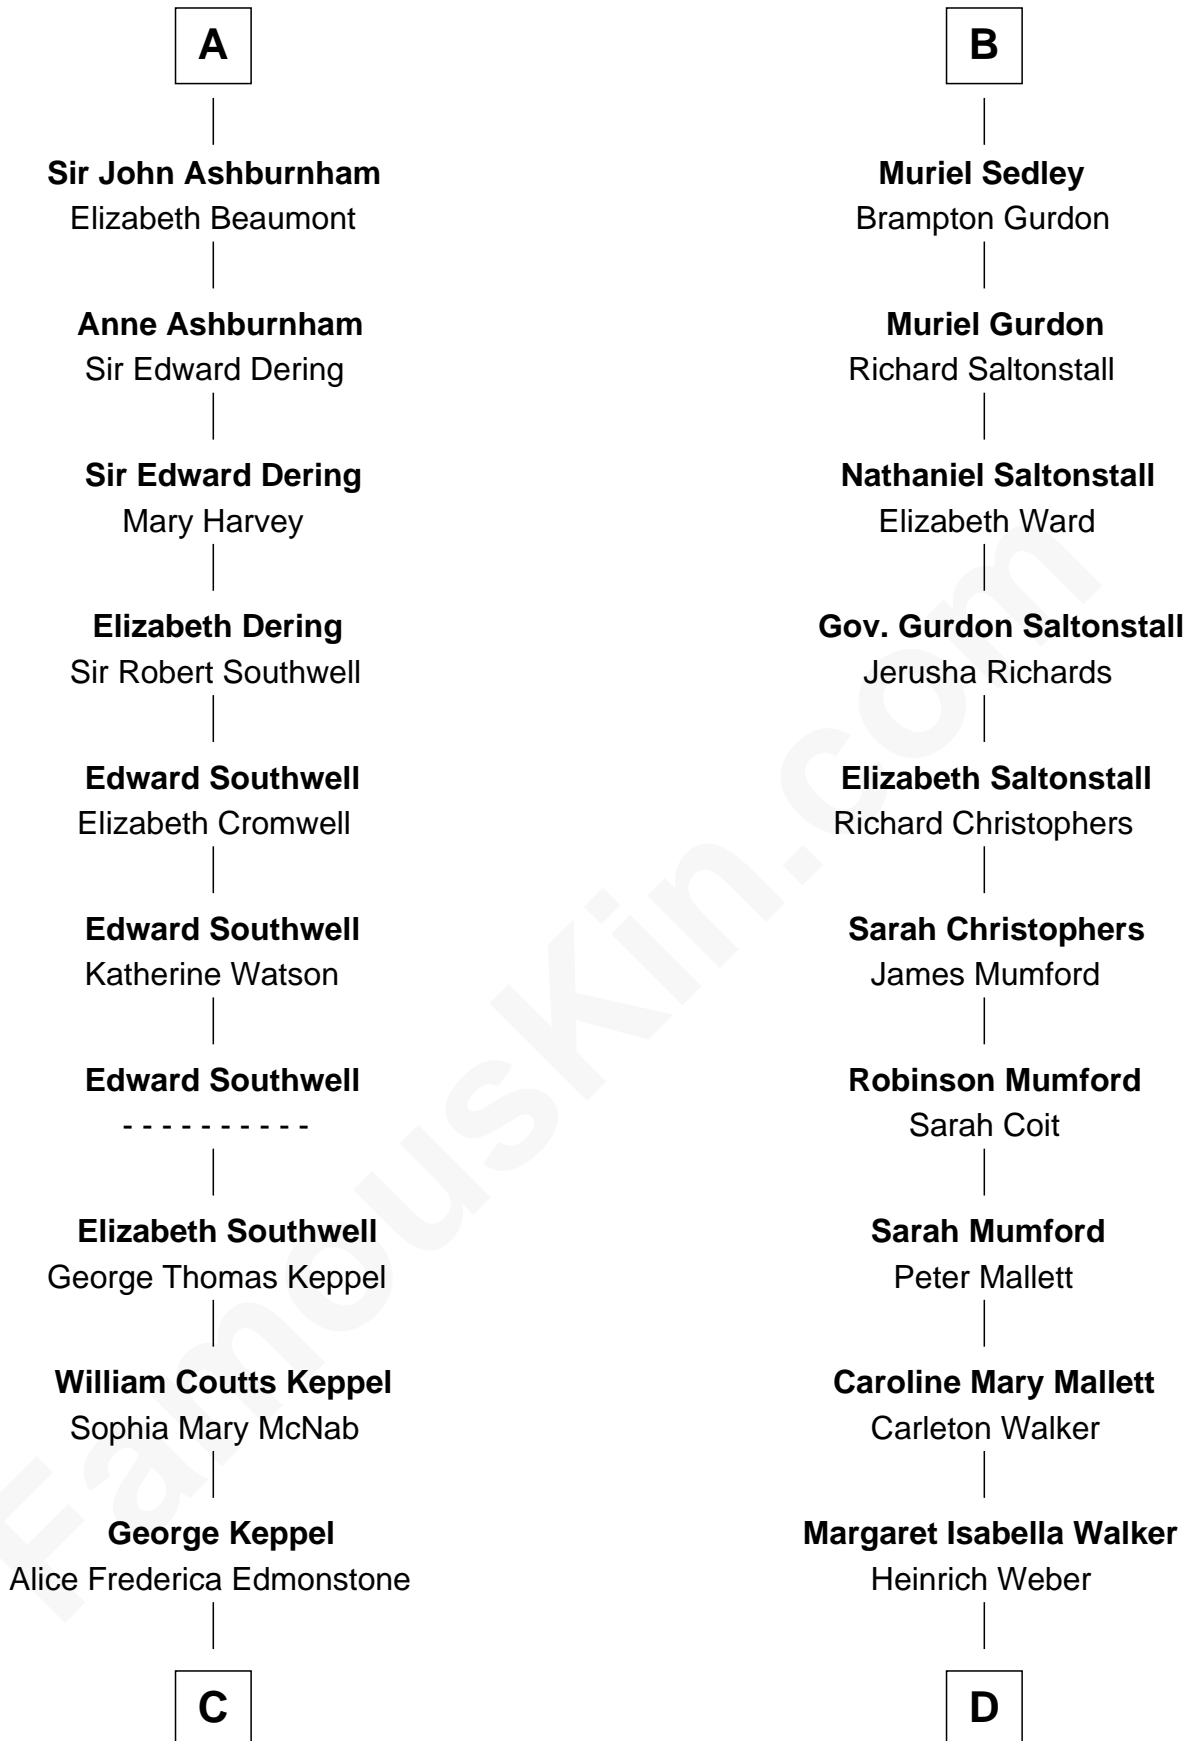 A
Sir John Ashburnham
Elizabeth Beaumont
Anne Ashburnham
Sir Edward Dering
Sir Edward Dering
Mary Harvey
Elizabeth Dering
Sir Robert Southwell
Edward Southwell
Elizabeth Cromwell
Edward Southwell
Katherine Watson
Edward Southwell
- - - - - - - - - -
Elizabeth Southwell
George Thomas Keppel
William Coutts Keppel
Sophia Mary McNab
George Keppel
Alice Frederica Edmonstone
C
B
Muriel Sedley
Brampton Gurdon
Muriel Gurdon
Richard Saltonstall
Nathaniel Saltonstall
Elizabeth Ward
Gov. Gurdon Saltonstall
Jerusha Richards
Elizabeth Saltonstall
Richard Christophers
Sarah Christophers
James Mumford
Robinson Mumford
Sarah Coit
Sarah Mumford
Peter Mallett
Caroline Mary Mallett
Carleton Walker
Margaret Isabella Walker
Heinrich Weber
D
FamousKin.com